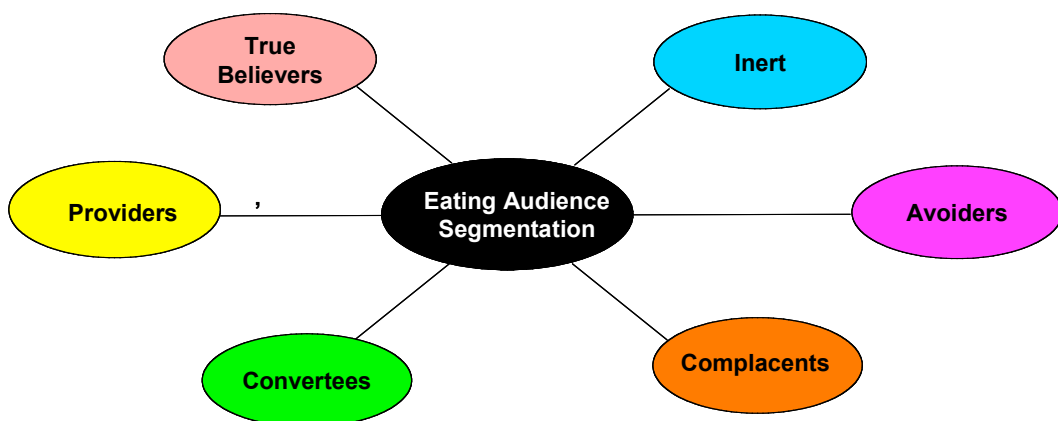 True
Believers
Inert
Providers
,
Eating Audience
Segmentation
Avoiders
Convertees
Complacents